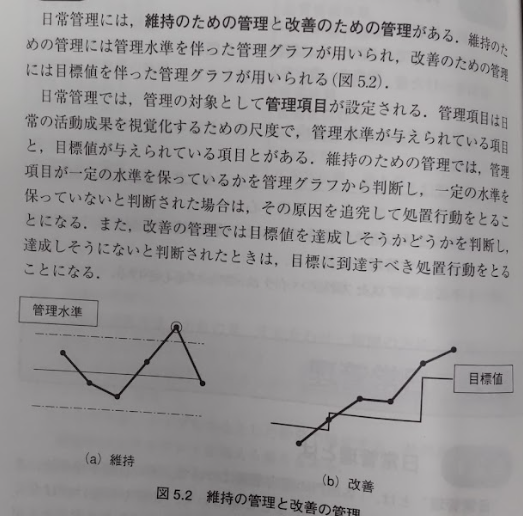 日常管理には，維持のための管理と改善のための管理がある．維持のた
めの管理には管理水準を伴った管理グラフが用いられ，改善のための管理
には目標値を伴った管理グラフが用いられる(図 5.2)．
日常管理では，管理の対象として管理項目が設定される．管理項目は日
常の活動成果を視覚化するための尺度で，管理水準が与えられている項目
と，目標値が与えられている項目とがある．維持のための管理では，管理
項目が一定の水準を保っているかを管理グラフから判断し，一定の水準を
保っていないと判断された場合は，その原因を追究して処置行動をとるこ
とになる．また，改善の管理では目標値を達成しそうかどうかを判断し，
達成しそうにないと判断されたときは，目標に到達すべき処置行動をとる
ことになる．
管理水準
目標値
(a) 維持
(b) 改善
図 5.2 維持の管理と改善の管理